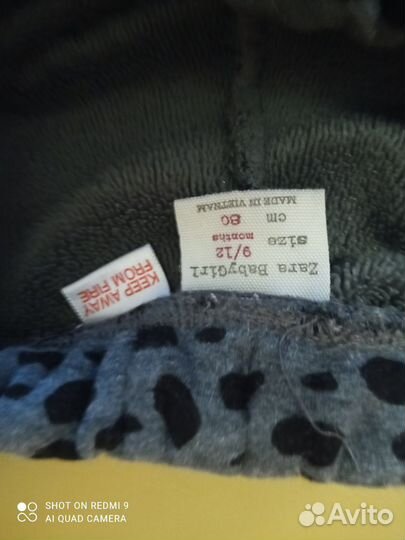 Zara BabyGirl
9/12
size months
cm 80
MADE IN VIETNAM
KEEP AWAY
FROM FIRE
SHOT ON REDMI 9
AI QUAD CAMERA
Avito